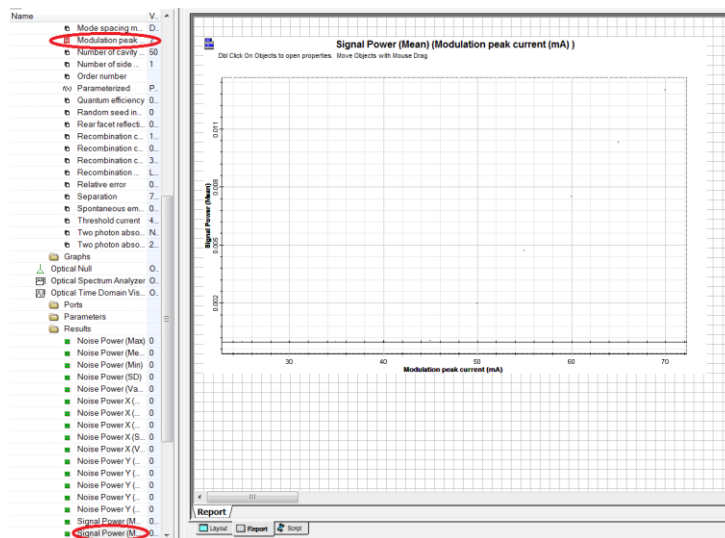 Name V..
Mode spacing m... D..
Modulation peak 7..
Number of cavity ... 50
Number of side ... 1
Order number
f(x) Parameterized P..
Quantum efficiency 0..
Random seed in... 0
Rear facet reflecti... 0..
Recombination c... 1..
Recombination c... 0..
Recombination c... 3..
Recombination ... L..
Relative error 0..
Separation 7..
Spontaneous em... 0..
Threshold current 4..
Two photon abso... N..
Two photon abso... 2..
Graphs
Optical Null O..
Optical Spectrum Analyzer O..
Optical Time Domain Vis... O..
Ports
Parameters
Results
Noise Power (Max) 0
Noise Power (Me... 0
Noise Power (Min) 0
Noise Power (SD) 0
Noise Power (Va... 0
Noise Power X (... 0
Noise Power X (... 0
Noise Power X (... 0
Noise Power X (S... 0
Noise Power X (V... 0
Noise Power Y (... 0
Noise Power Y (... 0
Noise Power Y (... 0
Noise Power Y (... 0
Noise Power Y (... 0
Signal Power (M... 0..
Signal Power (M... 0..
Signal Power (Mean) (Modulation peak current (mA) )
Dbl Click On Objects to open properties. Move Objects with Mouse Drag
Signal Power (Mean)
0.011
0.008
0.005
0.002
30 40 50 60 70
Modulation peak current (mA)
Report
Layout Report Script